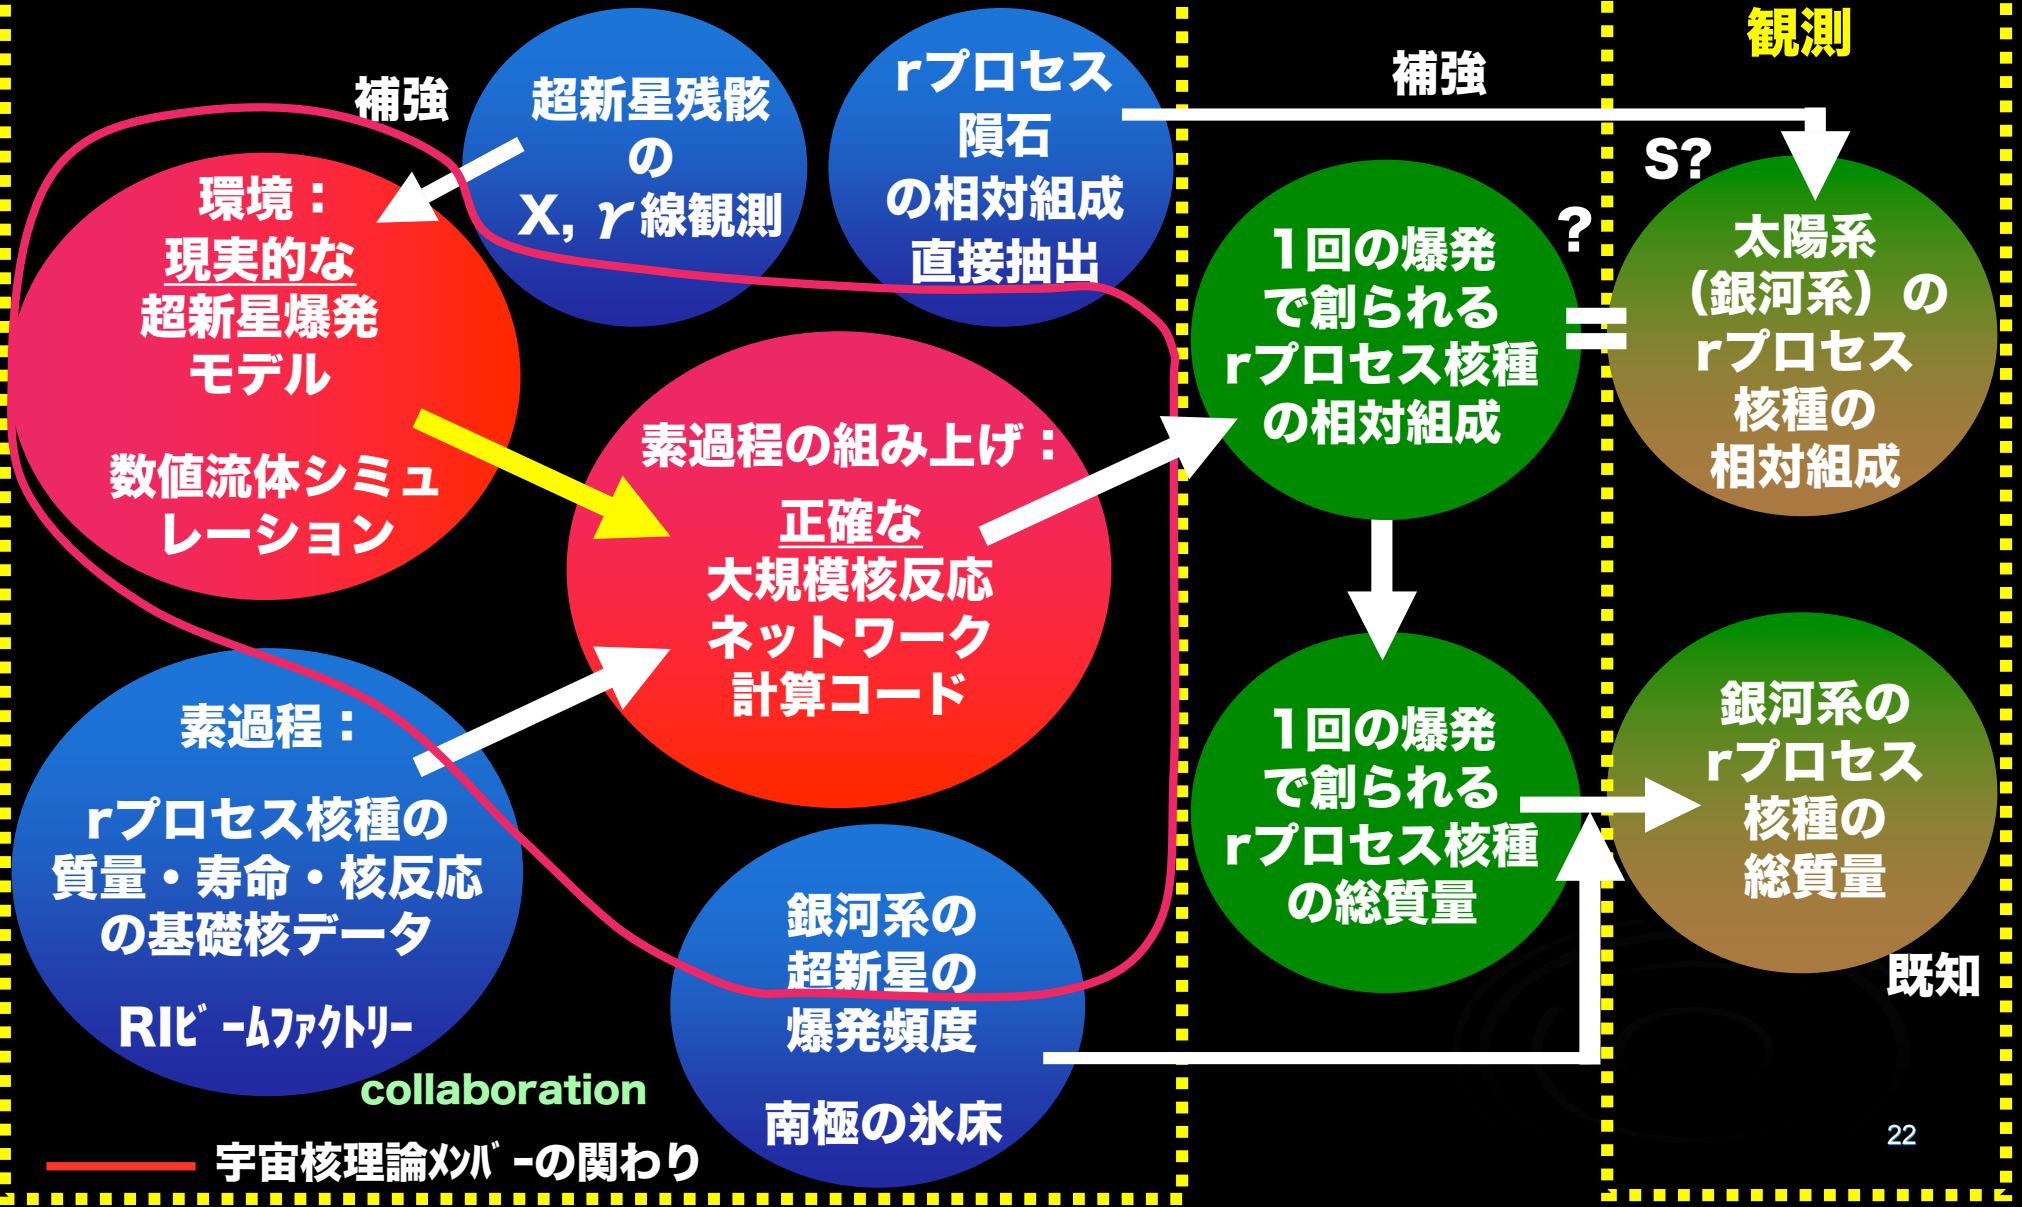 観測
補強
超新星残骸
の
X, γ線観測
rプロセス
隕石
の相対組成
直接抽出
補強
S?
?
環境：
現実的な
超新星爆発
モデル
数値流体シミュ
レーション
素過程の組み上げ：
正確な
大規模核反応
ネットワーク
計算コード
1回の爆発
で創られる
rプロセス核種
の相対組成
=
太陽系
（銀河系）の
rプロセス
核種の
相対組成
素過程：
rプロセス核種の
質量・寿命・核反応
の基礎核データ
RIﾋﾞｰﾑﾌｧｸﾄﾘｰ
銀河系の
超新星の
爆発頻度
南極の氷床
1回の爆発
で創られる
rプロセス核種
の総質量
銀河系の
rプロセス
核種の
総質量
既知
collaboration
宇宙核理論ﾒﾝﾊﾞｰの関わり
22